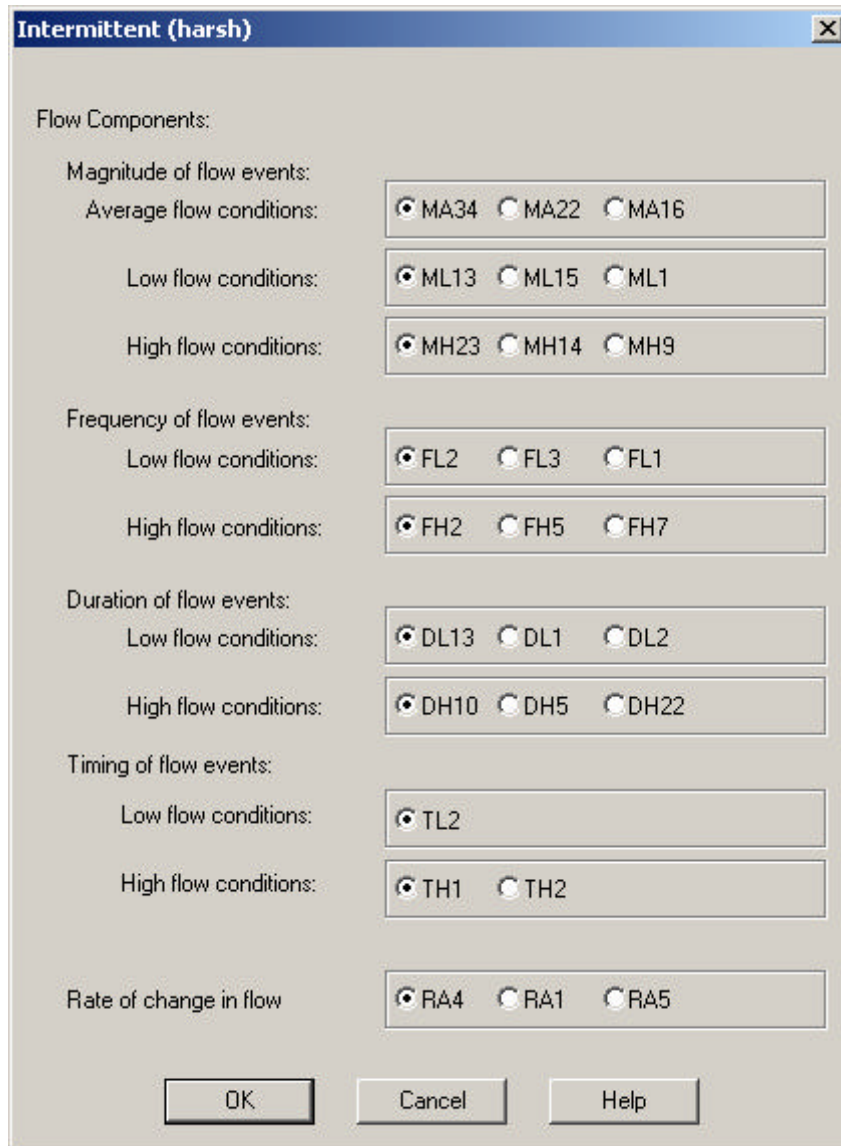 Intermittent (harsh)
Flow Components:
Magnitude of flow events:
Average flow conditions: MA34 MA22 MA16
Low flow conditions: ML13 ML15 ML1
High flow conditions: MH23 MH14 MH9
Frequency of flow events:
Low flow conditions: FL2 FL3 FL1
High flow conditions: FH2 FH5 FH7
Duration of flow events:
Low flow conditions: DL13 DL1 DL2
High flow conditions: DH10 DH5 DH22
Timing of flow events:
Low flow conditions: TL2
High flow conditions: TH1 TH2
Rate of change in flow RA4 RA1 RA5
OK Cancel Help